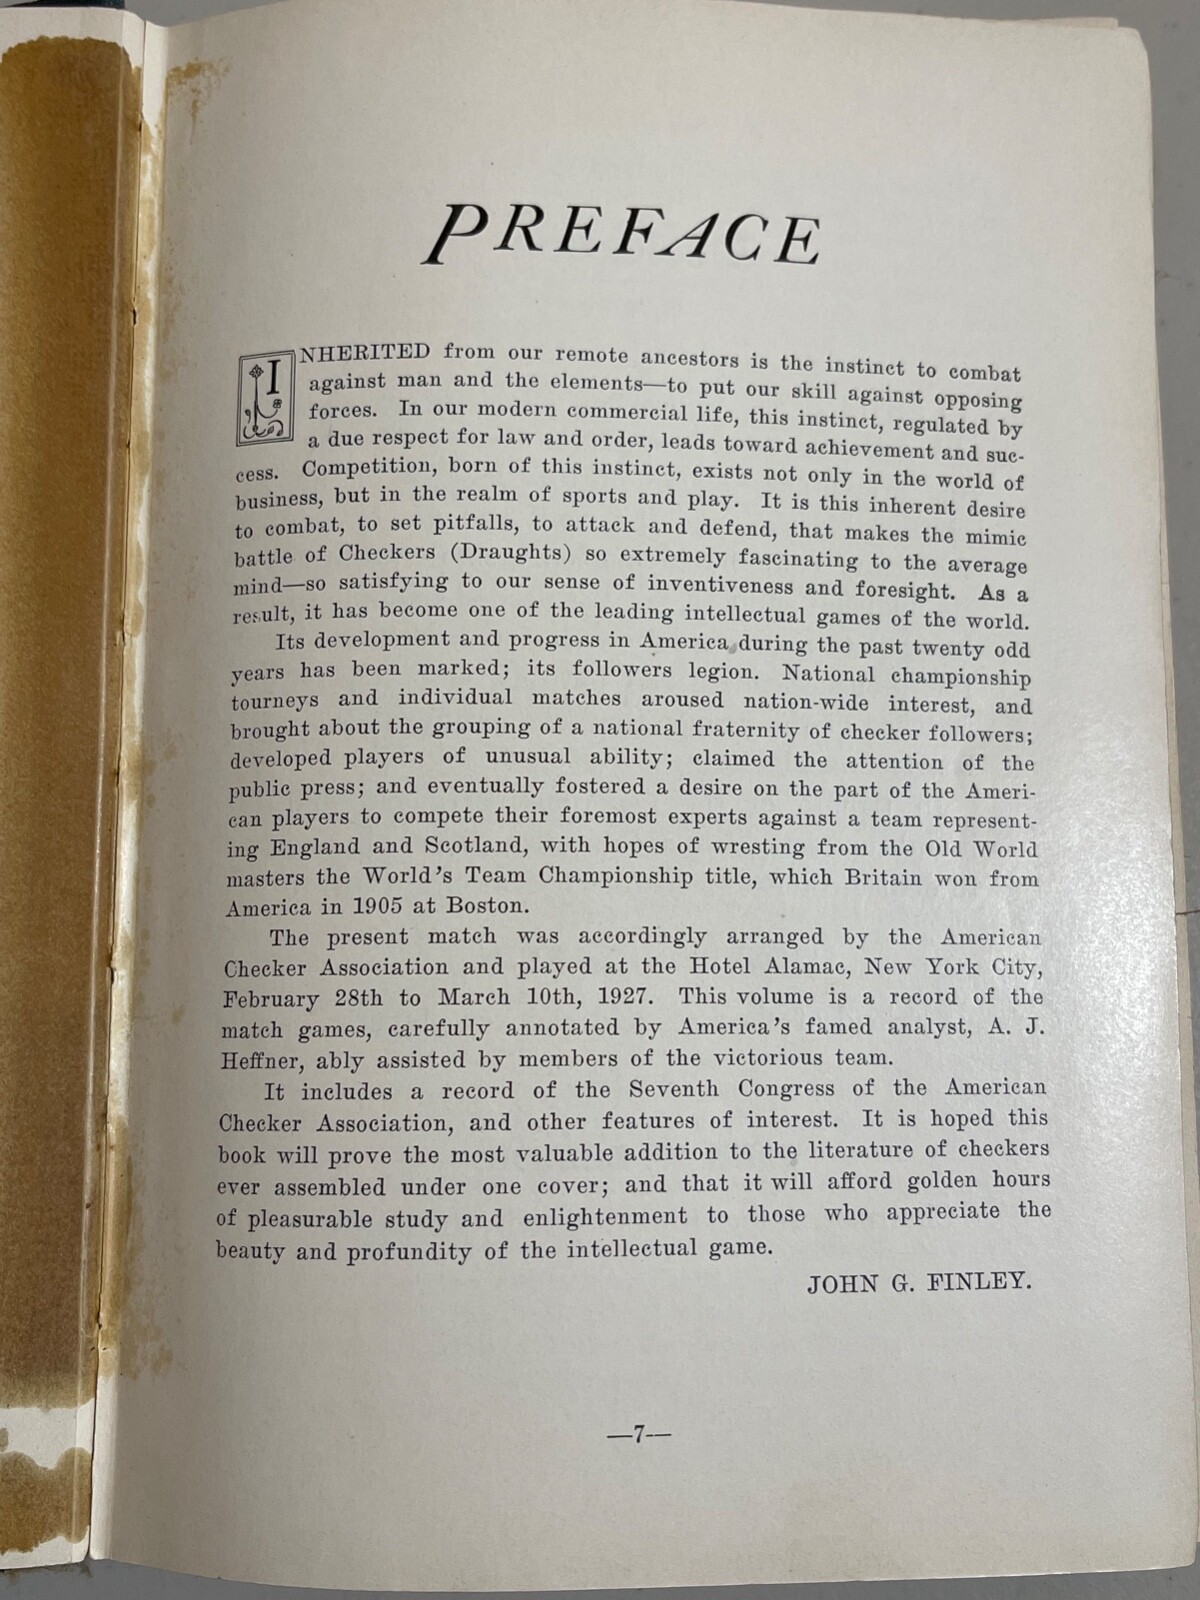 PREFACE
INHERITED from our remote ancestors is the instinct to combat
against man and the elements—to put our skill against opposing
forces. In our modern commercial life, this instinct, regulated by
a due respect for law and order, leads toward achievement and suc-
cess. Competition, born of this instinct, exists not only in the world of
business, but in the realm of sports and play. It is this inherent desire
to combat, to set pitfalls, to attack and defend, that makes the mimic
battle of Checkers (Draughts) so extremely fascinating to the average
mind—so satisfying to our sense of inventiveness and foresight. As a
result, it has become one of the leading intellectual games of the world.
Its development and progress in America during the past twenty odd
years has been marked; its followers legion. National championship
tourneys and individual matches aroused nation-wide interest, and
brought about the grouping of a national fraternity of checker followers;
developed players of unusual ability; claimed the attention of the
public press; and eventually fostered a desire on the part of the Ameri-
can players to compete their foremost experts against a team represent-
ing England and Scotland, with hopes of wresting from the Old World
masters the World's Team Championship title, which Britain won from
America in 1905 at Boston.
The present match was accordingly arranged by the American
Checker Association and played at the Hotel Alamac, New York City,
February 28th to March 10th, 1927. This volume is a record of the
match games, carefully annotated by America's famed analyst, A. J.
Heffner, ably assisted by members of the victorious team.
It includes a record of the Seventh Congress of the American
Checker Association, and other features of interest. It is hoped this
book will prove the most valuable addition to the literature of checkers
ever assembled under one cover; and that it will afford golden hours
of pleasurable study and enlightenment to those who appreciate the
beauty and profundity of the intellectual game.
JOHN G. FINLEY.
—7—